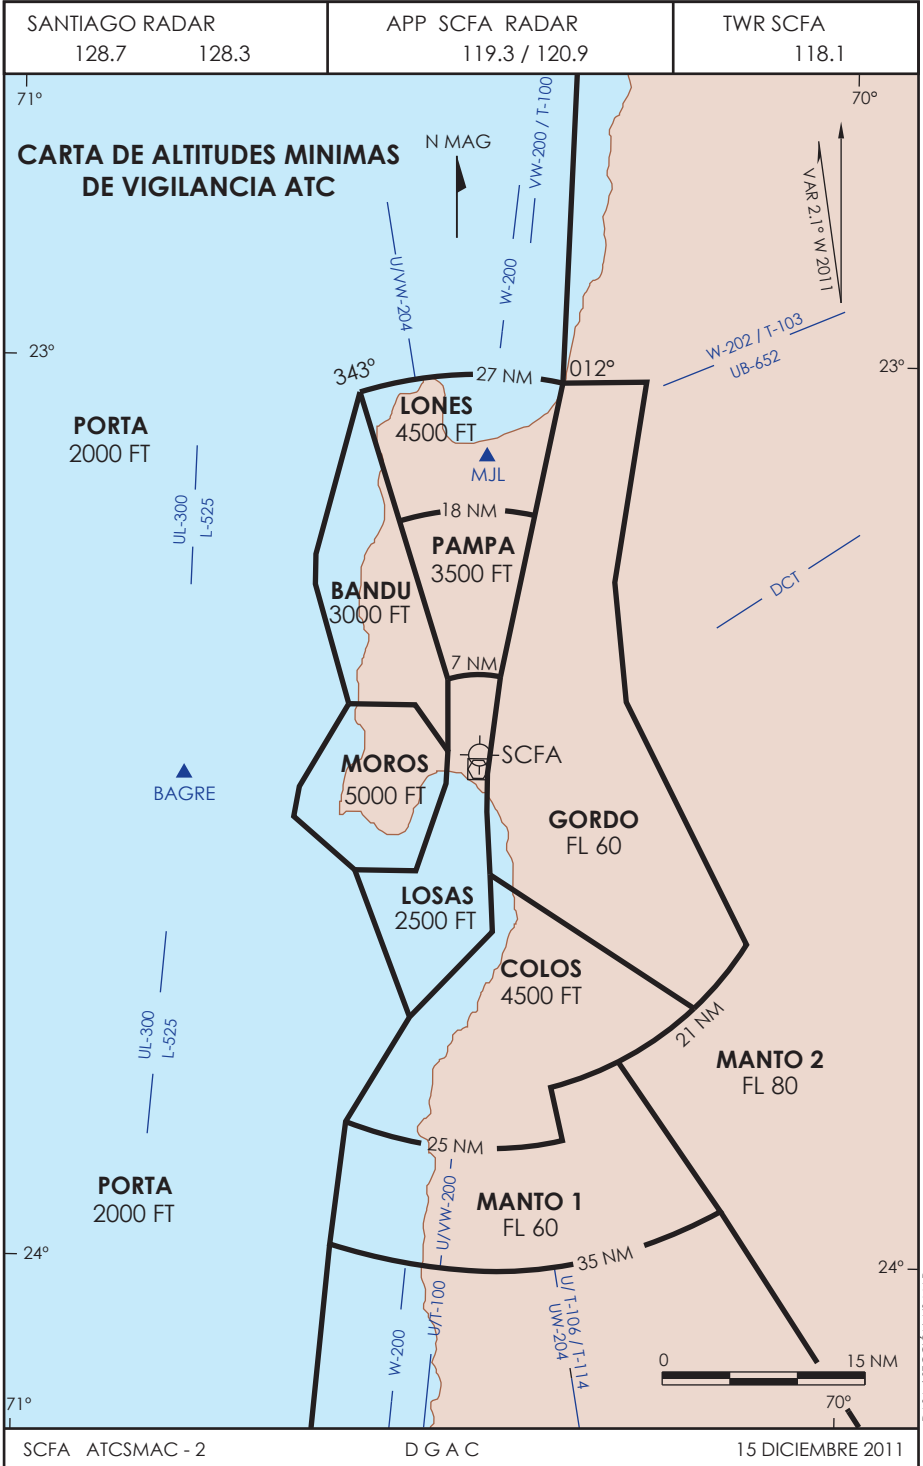 SANTIAGO RADAR
128.7 128.3
APP SCFA RADAR
119.3 / 120.9
TWR SCFA
118.1
71°
70°
CARTA DE ALTITUDES MINIMAS
DE VIGILANCIA ATC
N MAG
VW-200 / T-100
W-200
U/VW-204
VAR 2.1° W 2011
W-202 / T-103
UB-652
23°
23°
343°
27 NM
012°
LONES
4500 FT
MJL
PORTA
2000 FT
UL-300
L-525
18 NM
PAMPA
3500 FT
DCT
BANDU
3000 FT
7 NM
SCFA
MOROS
5000 FT
BAGRE
GORDO
FL 60
LOSAS
2500 FT
COLOS
4500 FT
21 NM
UL-300
L-525
MANTO 2
FL 80
25 NM
PORTA
2000 FT
U/VW-200
MANTO 1
FL 60
35 NM
24°
24°
W-200
U/T-100
U/ T-106 / T-114
UW-204
0 15 NM
71°
70°
SCFA ATCSMAC - 2
D G A C
15 DICIEMBRE 2011